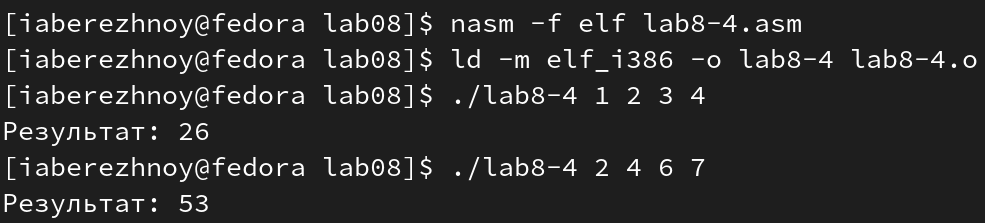 [iaberezhnoy@fedora lab08]$ nasm -f elf lab8-4.asm
[iaberezhnoy@fedora lab08]$ ld -m elf_i386 -o lab8-4 lab8-4.o
[iaberezhnoy@fedora lab08]$ ./lab8-4 1 2 3 4
Результат: 26
[iaberezhnoy@fedora lab08]$ ./lab8-4 2 4 6 7
Результат: 53